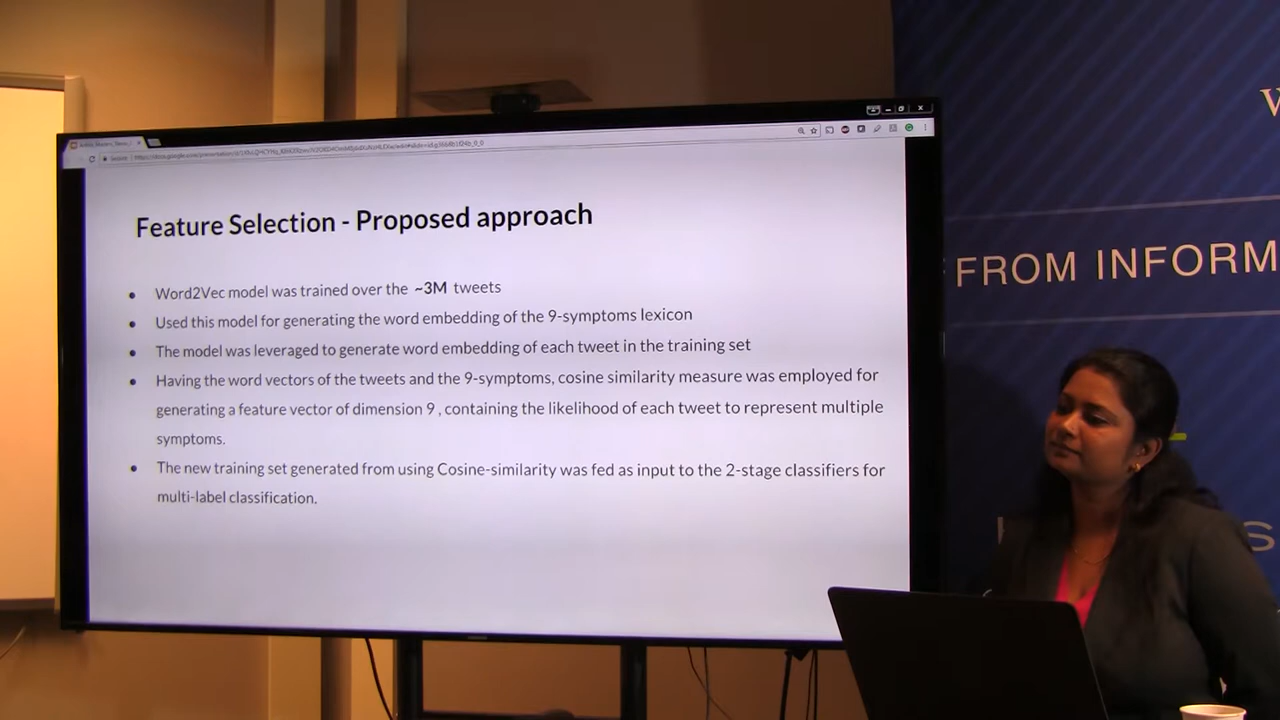 Feature Selection - Proposed approach
Word2Vec model was trained over the ~3M tweets
Used this model for generating the word embedding of the 9-symptoms lexicon
The model was leveraged to generate word embedding of each tweet in the training set
Having the word vectors of the tweets and the 9-symptoms, cosine similarity measure was employed for
generating a feature vector of dimension 9 , containing the likelihood of each tweet to represent multiple
symptoms.
The new training set generated from using Cosine-similarity was fed as input to the 2-stage classifiers for
multi-label classification.
FROM INFORM